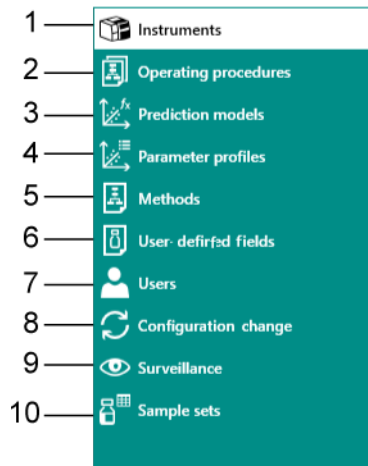 1 Instruments
2 Operating procedures
3 Prediction models
4 Parameter profiles
5 Methods
6 User- defirfed fields
7 Users
8 Configuration change
9 Surveillance
10 Sample sets